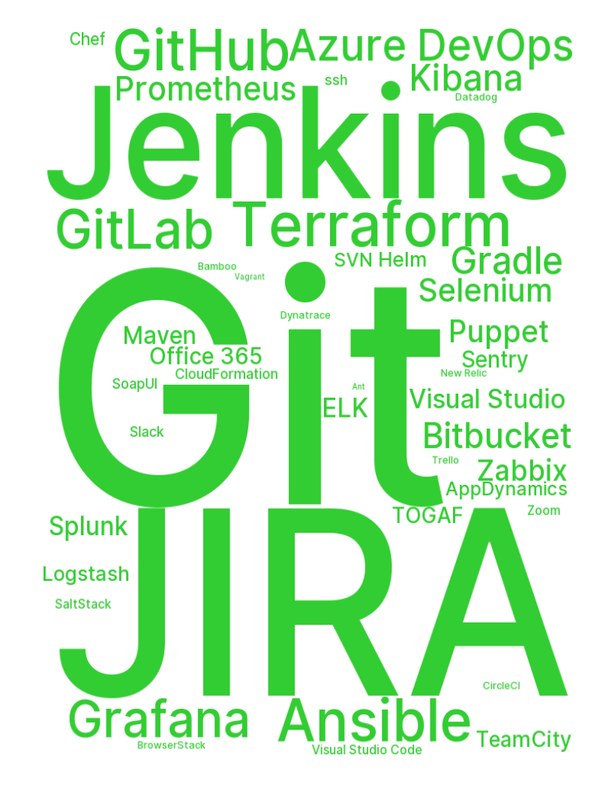 Chef
GitHub
Azure DevOps
Prometheus
ssh
Kibana
Datadog
Jenkins
GitLab
Terraform
SVN Helm
Gradle
Bamboo
Vagrant
Selenium
Git
Dynatrace
Maven
Puppet
Office 365
Sentry
CloudFormation
New Relic
SoapUI
Ant
ELK
Visual Studio
Slack
Bitbucket
Trello
Zabbix
AppDynamics
TOGAF
Zoom
Splunk
JIRA
Logstash
SaltStack
CircleCI
Grafana
Ansible
BrowserStack
Visual Studio Code
TeamCity